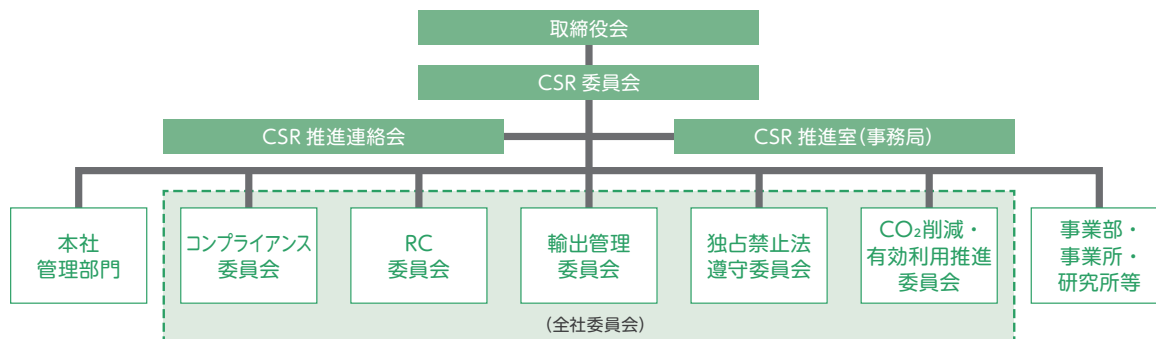 取締役会
CSR 委員会
CSR 推進連絡会
CSR 推進室(事務局)
本社
管理部門
コンプライアンス
委員会
RC
委員会
輸出管理
委員会
独占禁止法
遵守委員会
CO₂削減・
有効利用推進
委員会
事業部・
事業所・
研究所等
(全社委員会)